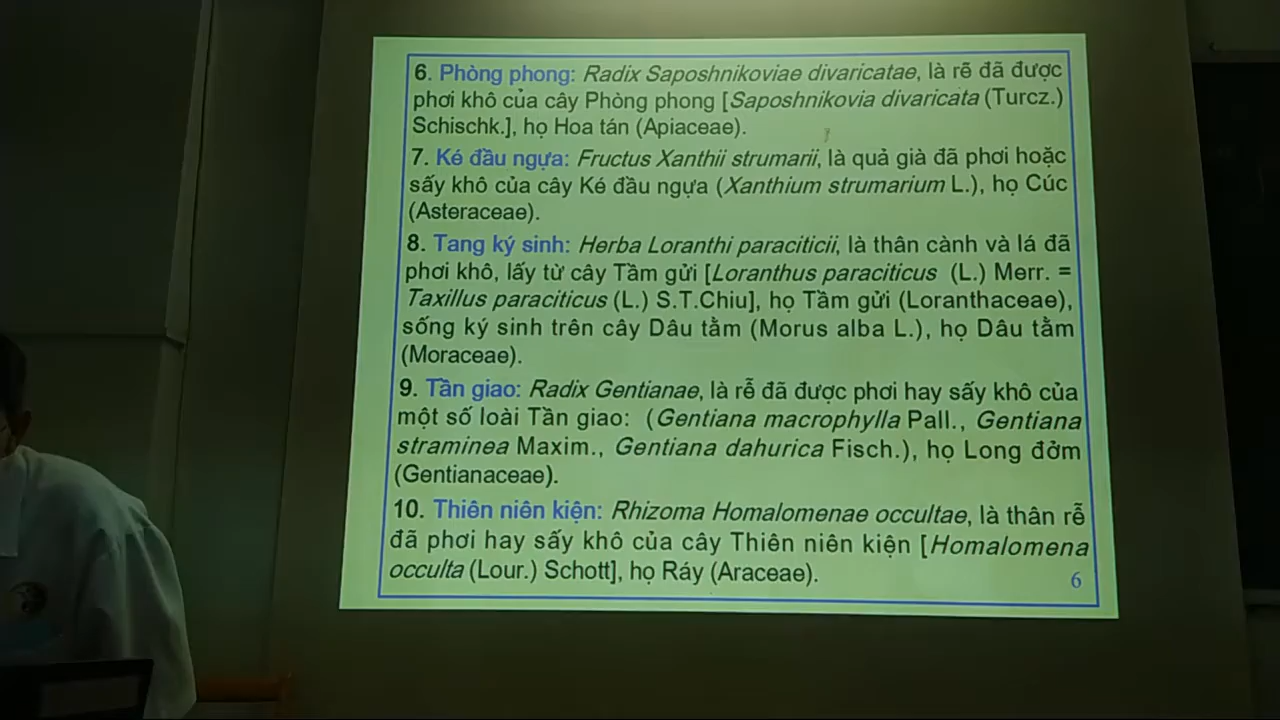 6. Phòng phong: Radix Saposhnikoviae divaricatae, là rễ đã được
phơi khô của cây Phòng phong [Saposhnikovia divaricata (Turcz.)
Schischk.], họ Hoa tán (Apiaceae).
7. Ké đầu ngựa: Fructus Xanthii strumarii, là quả già đã phơi hoặc
sấy khô của cây Ké đầu ngựa (Xanthium strumarium L.), họ Cúc
(Asteraceae).
8. Tang ký sinh: Herba Loranthi paraciticii, là thân cành và lá đã
phơi khô, lấy từ cây Tầm gửi [Loranthus paraciticus (L.) Merr. =
Taxillus paraciticus (L.) S.T.Chiu], họ Tầm gửi (Loranthaceae),
sống ký sinh trên cây Dâu tằm (Morus alba L.), họ Dâu tằm
(Moraceae).
9. Tần giao: Radix Gentianae, là rễ đã được phơi hay sấy khô của
một số loài Tần giao: (Gentiana macrophylla Pall., Gentiana
straminea Maxim., Gentiana dahurica Fisch.), họ Long đởm
(Gentianaceae).
10. Thiên niên kiện: Rhizoma Homalomenae occultae, là thân rễ
đã phơi hay sấy khô của cây Thiên niên kiện [Homalomena
occulta (Lour.) Schott], họ Ráy (Araceae).
6